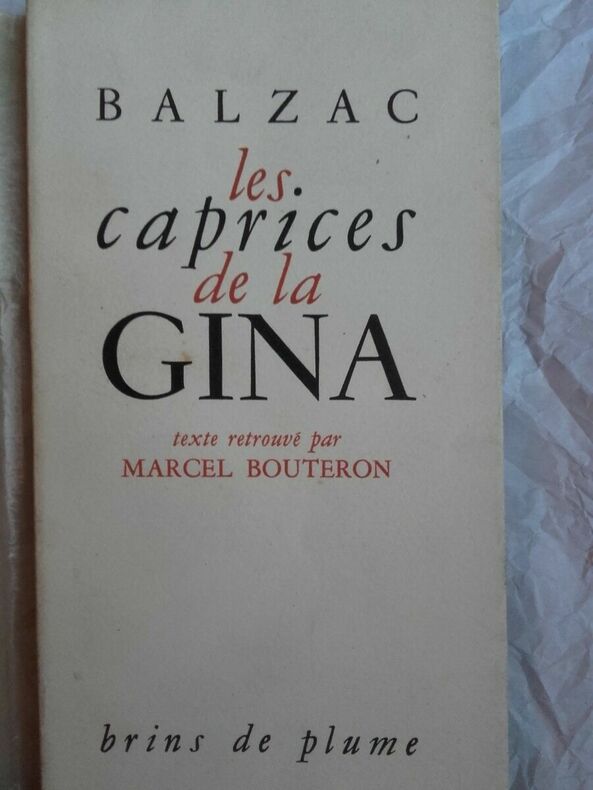 BALZAC
les
caprices
de la
GINA
texte retrouvé par
MARCEL BOUTERON
brins de plume